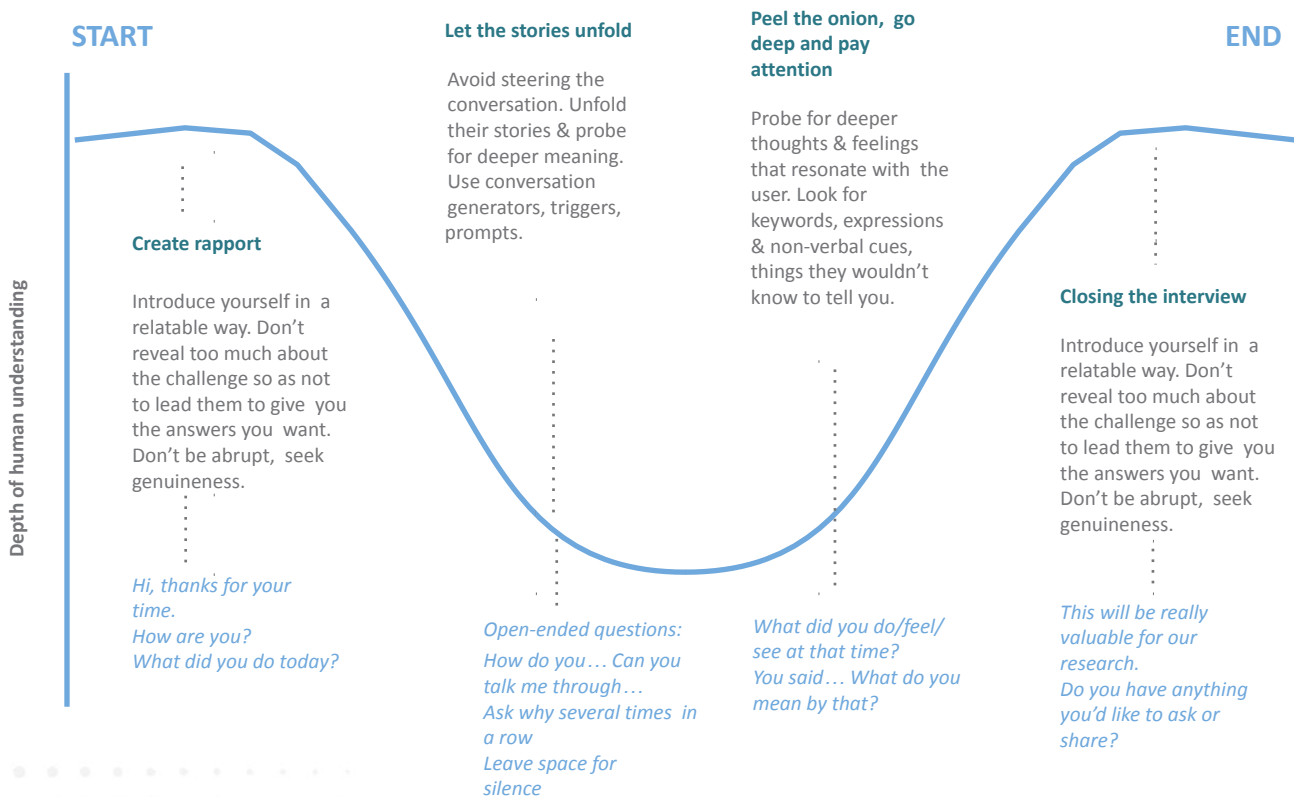 START
END
Depth of human understanding
Create rapport
Introduce yourself in a
relatable way. Don’t
reveal too much about
the challenge so as not
to lead them to give you
the answers you want.
Don’t be abrupt, seek
genuineness.
Hi, thanks for your
time.
How are you?
What did you do today?
Let the stories unfold
Avoid steering the
conversation. Unfold
their stories & probe
for deeper meaning.
Use conversation
generators, triggers,
prompts.
Open-ended questions:
How do you… Can you
talk me through…
Ask why several times in
a row
Leave space for
silence
Peel the onion, go
deep and pay
attention
Probe for deeper
thoughts & feelings
that resonate with the
user. Look for
keywords, expressions
& non-verbal cues,
things they wouldn’t
know to tell you.
What did you do/feel/
see at that time?
You said… What do you
mean by that?
Closing the interview
Introduce yourself in a
relatable way. Don’t
reveal too much about
the challenge so as not
to lead them to give you
the answers you want.
Don’t be abrupt, seek
genuineness.
This will be really
valuable for our
research.
Do you have anything
you’d like to ask or
share?